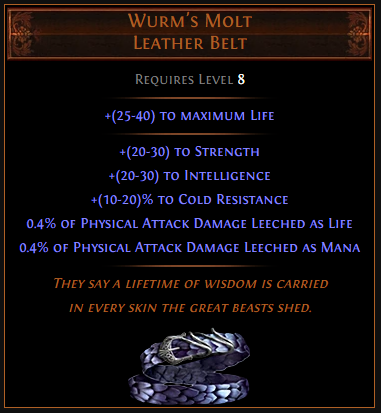 Wurm's Molt
Leather Belt
Requires Level 8
+(25-40) to maximum Life
+(20-30) to Strength
+(20-30) to Intelligence
+(10-20)% to Cold Resistance
0.4% of Physical Attack Damage Leeched as Life
0.4% of Physical Attack Damage Leeched as Mana
They say a lifetime of wisdom is carried
in every skin the great beasts shed.